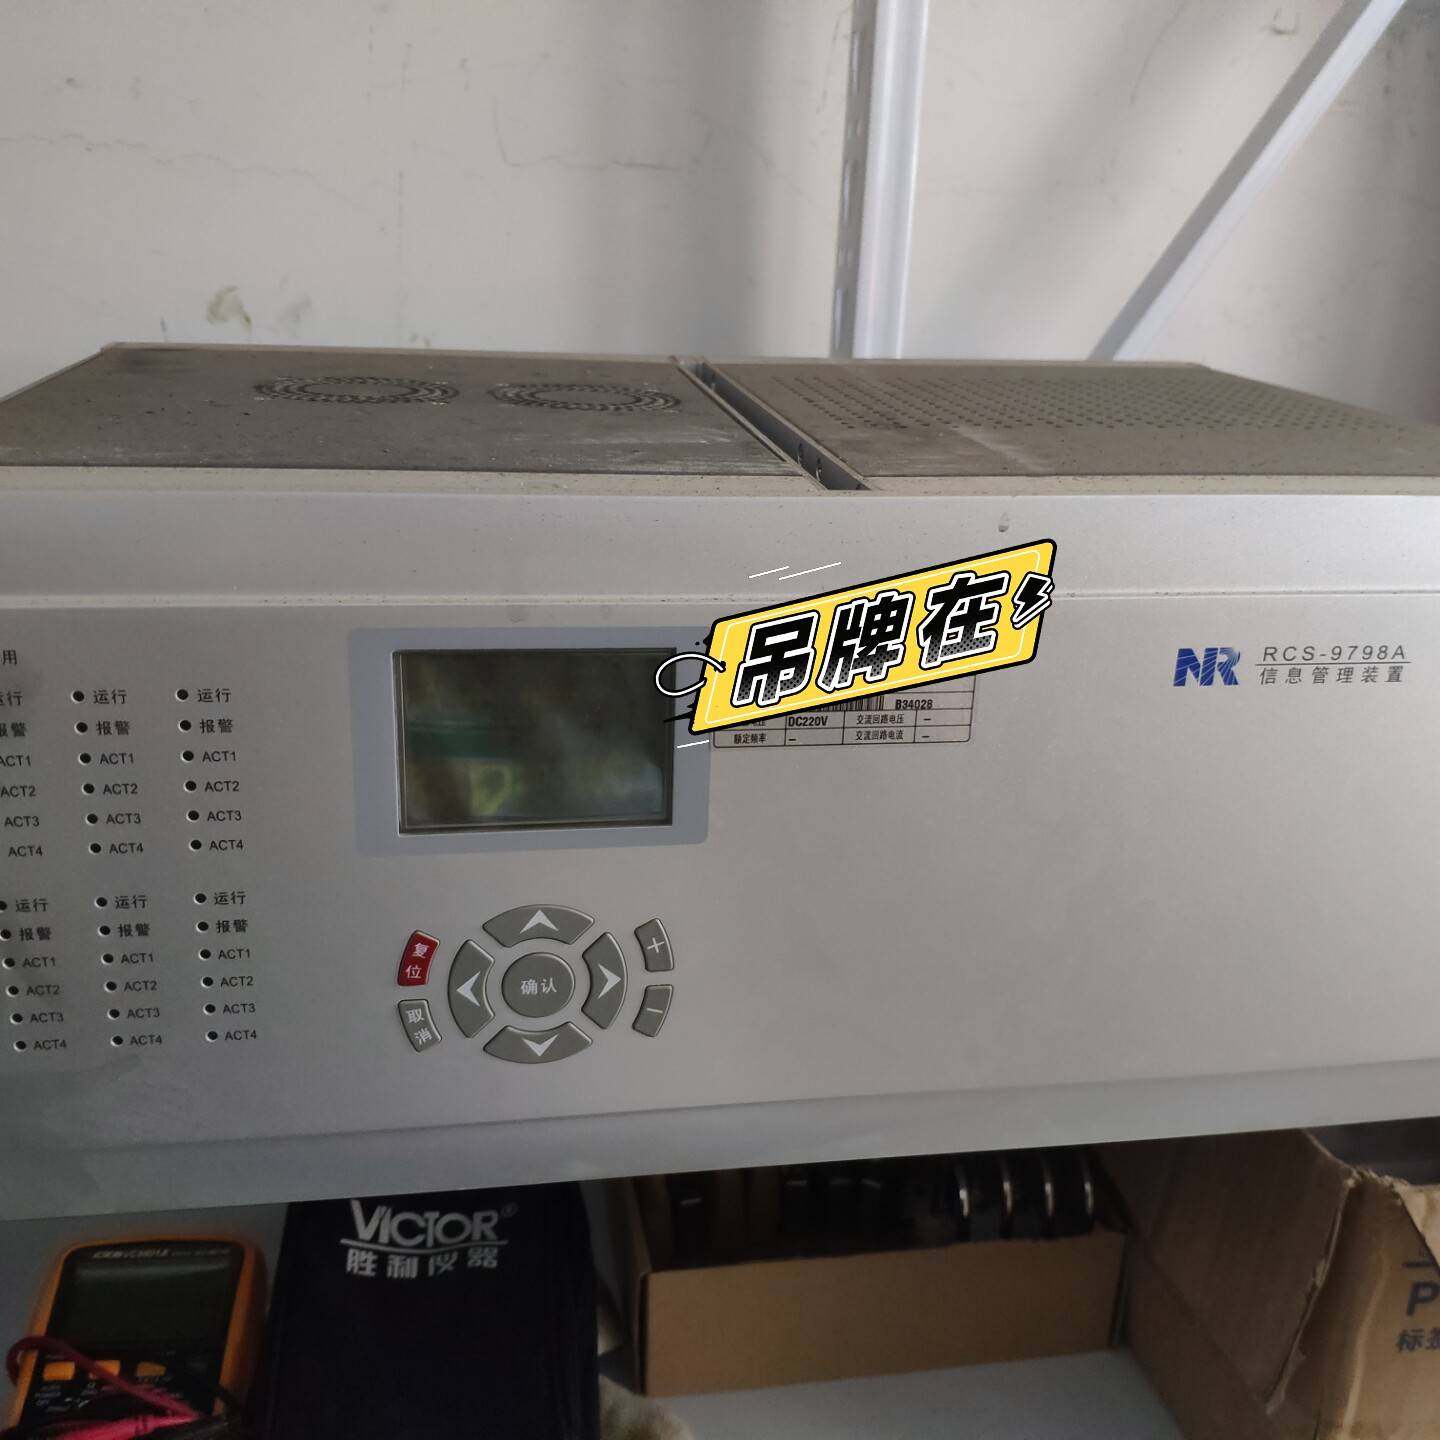 吊牌在
NR RCS-9798A
信息管理装置
B34028
DC220V 交流回路电压 —
额定频率 — 交流回路电流 —
用
运行 运行 运行
报警 报警 报警
ACT1 ACT1 ACT1
ACT2 ACT2 ACT2
ACT3 ACT3 ACT3
ACT4 ACT4 ACT4
运行 运行 运行
报警 报警 报警
ACT1 ACT1 ACT1
ACT2 ACT2 ACT2
ACT3 ACT3 ACT3
ACT4 ACT4 ACT4
复位
取消
确认
+
−
VICTOR®
胜利仪器
P